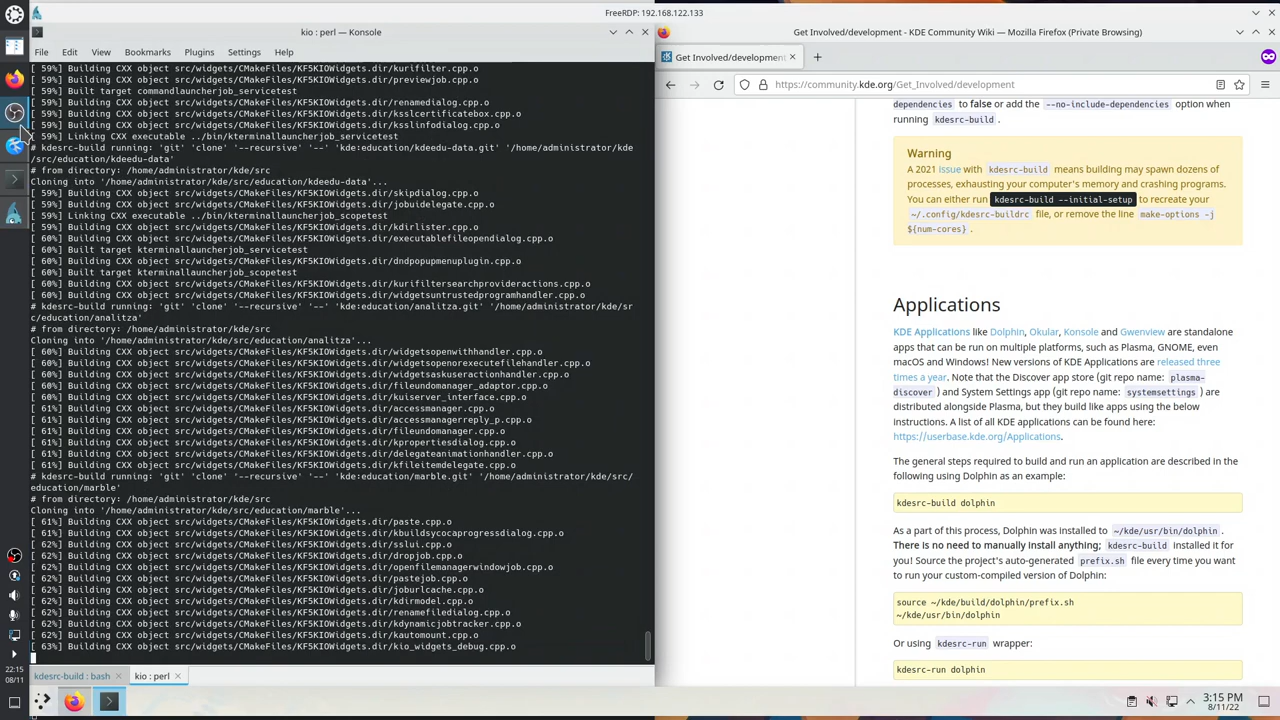 FreeRDP: 192.168.122.133
kio : perl — Konsole
File Edit View Bookmarks Plugins Settings Help
[ 59%] Building CXX object src/widgets/CMakeFiles/KF5KIOWidgets.dir/kurifilter.cpp.o
[ 59%] Building CXX object src/widgets/CMakeFiles/KF5KIOWidgets.dir/previewjob.cpp.o
[ 59%] Built target commandlauncherjob_servicetest
[ 59%] Building CXX object src/widgets/CMakeFiles/KF5KIOWidgets.dir/renamedialog.cpp.o
[ 59%] Building CXX object src/widgets/CMakeFiles/KF5KIOWidgets.dir/ksslcertificatebox.cpp.o
[ 59%] Building CXX object src/widgets/CMakeFiles/KF5KIOWidgets.dir/ksslinfodialog.cpp.o
[ 59%] Linking CXX executable ../bin/kterminallauncherjob_servicetest
# kdesrc-build running: 'git' 'clone' '--recursive' '--' 'kde:education/kdeedu-data.git' '/home/administrator/kde
/src/education/kdeedu-data'
# from directory: /home/administrator/kde/src
Cloning into '/home/administrator/kde/src/education/kdeedu-data'...
[ 59%] Building CXX object src/widgets/CMakeFiles/KF5KIOWidgets.dir/skipdialog.cpp.o
[ 59%] Building CXX object src/widgets/CMakeFiles/KF5KIOWidgets.dir/jobuidelegate.cpp.o
[ 59%] Linking CXX executable ../bin/kterminallauncherjob_scopetest
[ 59%] Building CXX object src/widgets/CMakeFiles/KF5KIOWidgets.dir/kdirlister.cpp.o
[ 60%] Building CXX object src/widgets/CMakeFiles/KF5KIOWidgets.dir/executablefileopendialog.cpp.o
[ 60%] Built target kterminallauncherjob_servicetest
[ 60%] Building CXX object src/widgets/CMakeFiles/KF5KIOWidgets.dir/dndpopupmenuplugin.cpp.o
[ 60%] Built target kterminallauncherjob_scopetest
[ 60%] Building CXX object src/widgets/CMakeFiles/KF5KIOWidgets.dir/kurifiltersearchprovideractions.cpp.o
[ 60%] Building CXX object src/widgets/CMakeFiles/KF5KIOWidgets.dir/widgetsuntrustedprogramhandler.cpp.o
# kdesrc-build running: 'git' 'clone' '--recursive' '--' 'kde:education/analitza.git' '/home/administrator/kde/sr
c/education/analitza'
# from directory: /home/administrator/kde/src
Cloning into '/home/administrator/kde/src/education/analitza'...
[ 60%] Building CXX object src/widgets/CMakeFiles/KF5KIOWidgets.dir/widgetsopenwithhandler.cpp.o
[ 60%] Building CXX object src/widgets/CMakeFiles/KF5KIOWidgets.dir/widgetsopenorexecutefilehandler.cpp.o
[ 60%] Building CXX object src/widgets/CMakeFiles/KF5KIOWidgets.dir/widgetsaskuseractionhandler.cpp.o
[ 60%] Building CXX object src/widgets/CMakeFiles/KF5KIOWidgets.dir/fileundomanager_adaptor.cpp.o
[ 60%] Building CXX object src/widgets/CMakeFiles/KF5KIOWidgets.dir/kuiserver_interface.cpp.o
[ 61%] Building CXX object src/widgets/CMakeFiles/KF5KIOWidgets.dir/accessmanager.cpp.o
[ 61%] Building CXX object src/widgets/CMakeFiles/KF5KIOWidgets.dir/accessmanagerreply_p.cpp.o
[ 61%] Building CXX object src/widgets/CMakeFiles/KF5KIOWidgets.dir/fileundomanager.cpp.o
[ 61%] Building CXX object src/widgets/CMakeFiles/KF5KIOWidgets.dir/kpropertiesdialog.cpp.o
[ 61%] Building CXX object src/widgets/CMakeFiles/KF5KIOWidgets.dir/delegateanimationhandler.cpp.o
[ 61%] Building CXX object src/widgets/CMakeFiles/KF5KIOWidgets.dir/kfileitemdelegate.cpp.o
# kdesrc-build running: 'git' 'clone' '--recursive' '--' 'kde:education/marble.git' '/home/administrator/kde/src/
education/marble'
# from directory: /home/administrator/kde/src
Cloning into '/home/administrator/kde/src/education/marble'...
[ 61%] Building CXX object src/widgets/CMakeFiles/KF5KIOWidgets.dir/paste.cpp.o
[ 61%] Building CXX object src/widgets/CMakeFiles/KF5KIOWidgets.dir/kbuildsycocaprogressdialog.cpp.o
[ 62%] Building CXX object src/widgets/CMakeFiles/KF5KIOWidgets.dir/sslui.cpp.o
[ 62%] Building CXX object src/widgets/CMakeFiles/KF5KIOWidgets.dir/dropjob.cpp.o
[ 62%] Building CXX object src/widgets/CMakeFiles/KF5KIOWidgets.dir/openfilemanagerwindowjob.cpp.o
[ 62%] Building CXX object src/widgets/CMakeFiles/KF5KIOWidgets.dir/pastejob.cpp.o
[ 62%] Building CXX object src/widgets/CMakeFiles/KF5KIOWidgets.dir/joburlcache.cpp.o
[ 62%] Building CXX object src/widgets/CMakeFiles/KF5KIOWidgets.dir/kdirmodel.cpp.o
[ 62%] Building CXX object src/widgets/CMakeFiles/KF5KIOWidgets.dir/renamefiledialog.cpp.o
[ 62%] Building CXX object src/widgets/CMakeFiles/KF5KIOWidgets.dir/kdynamicjobtracker.cpp.o
[ 62%] Building CXX object src/widgets/CMakeFiles/KF5KIOWidgets.dir/kautomount.cpp.o
[ 63%] Building CXX object src/widgets/CMakeFiles/KF5KIOWidgets.dir/kio_widgets_debug.cpp.o
kdesrc-build : bash
kio : perl
Get Involved/development - KDE Community Wiki — Mozilla Firefox (Private Browsing)
Get Involved/development
https://community.kde.org/Get_Involved/development
dependencies to false or add the --no-include-dependencies option when
running kdesrc-build .
Warning
A 2021 issue with kdesrc-build means building may spawn dozens of
processes, exhausting your computer's memory and crashing programs.
You can either run kdesrc-build --initial-setup to recreate your
~/.config/kdesrc-buildrc file, or remove the line make-options -j
${num-cores} .
Applications
KDE Applications like Dolphin, Okular, Konsole and Gwenview are standalone
apps that can be run on multiple platforms, such as Plasma, GNOME, even
macOS and Windows! New versions of KDE Applications are released three
times a year. Note that the Discover app store (git repo name: plasma-
discover ) and System Settings app (git repo name: systemsettings ) are
distributed alongside Plasma, but they build like apps using the below
instructions. A list of all KDE applications can be found here:
https://userbase.kde.org/Applications.
The general steps required to build and run an application are described in the
following using Dolphin as an example:
kdesrc-build dolphin
As a part of this process, Dolphin was installed to ~/kde/usr/bin/dolphin .
There is no need to manually install anything; kdesrc-build installed it for
you! Source the project's auto-generated prefix.sh file every time you want
to run your custom-compiled version of Dolphin:
source ~/kde/build/dolphin/prefix.sh
~/kde/usr/bin/dolphin
Or using kdesrc-run wrapper:
kdesrc-run dolphin
22:15
08/11
3:15 PM
8/11/22